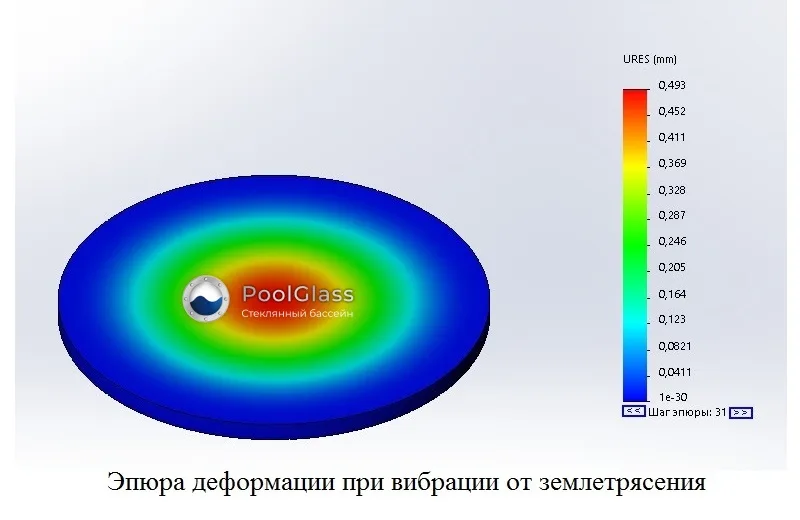 URES (mm)
0,493
0,452
0,411
0,369
0,328
0,287
0,246
0,205
0,164
0,123
0,0821
0,0411
1e-30
<< Шаг эпюры: 31 >>
PoolGlass
Стеклянный бассейн
Эпюра деформации при вибрации от землетрясения